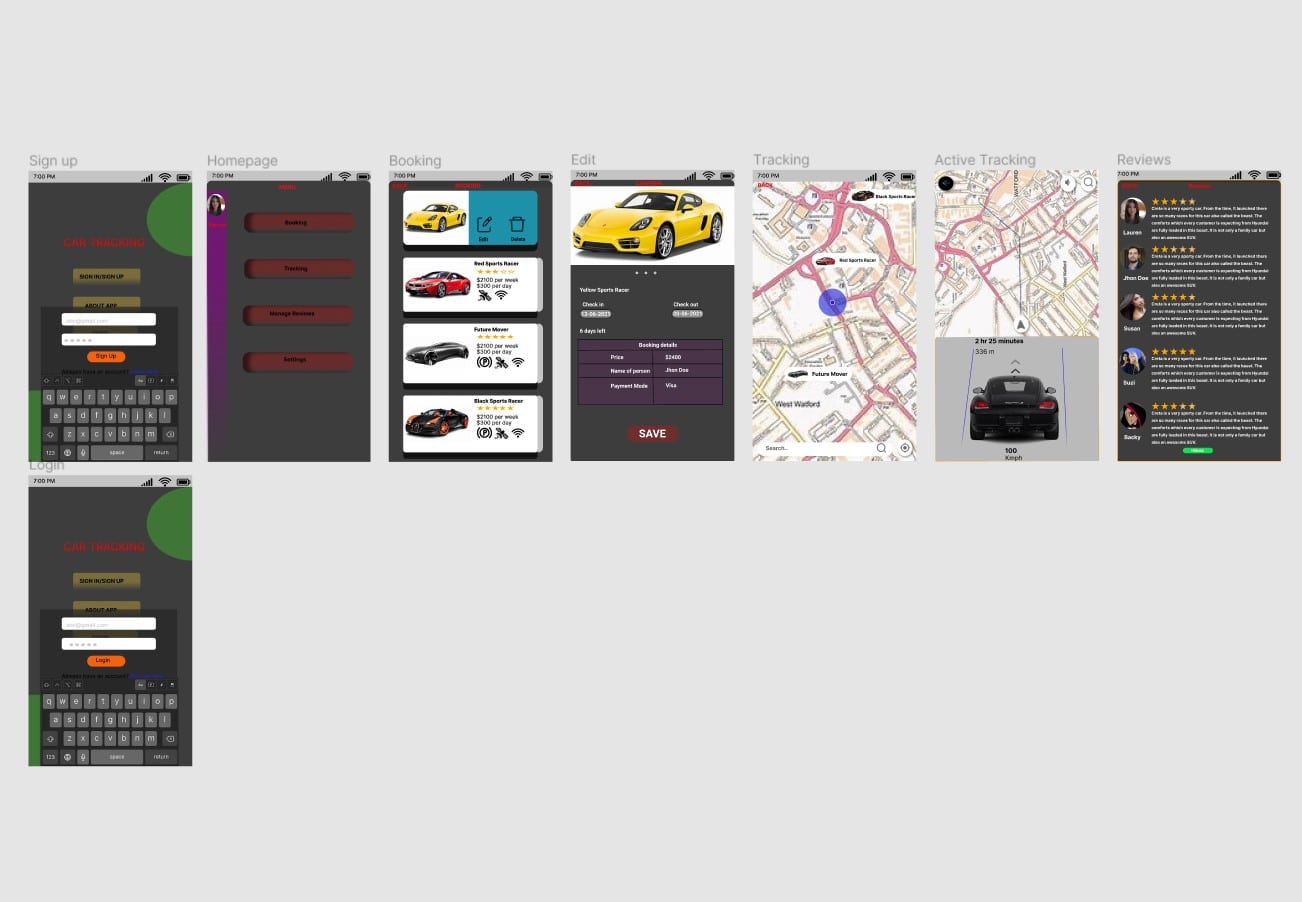 Sign up
7:00 PM
CAR TRACKING
SIGN IN/SIGN UP
ABOUT APP
abc@gmail.com
Sign Up
Already have an account?
q w e r t y u i o p
a s d f g h j k l
z x c v b n m
123 space return
Homepage
7:00 PM
MENU
Booking
Tracking
Manage Reviews
Settings
Booking
7:00 PM
BACK
Edit Delete
Red Sports Racer
$2100 per week
$300 per day
Future Mover
$2100 per week
$300 per day
Black Sports Racer
$2100 per week
$300 per day
Edit
7:00 PM
Yellow Sports Racer
Check in Check out
13-06-2021
6 days left
Booking details
Price $2400
Name of person Jhon Doe
Payment Mode Visa
SAVE
Tracking
7:00 PM
BACK
Black Sports Racer
Red Sports Racer
Future Mover
West Watford
Search..
Active Tracking
WATFORD
2 hr 25 minutes
336 m
100
Kmph
Reviews
7:00 PM
Reviews
Lauren
Creta is a very sporty car. From the time, it launched there
are so many races for this car also called the beast. The
comforts which every customer is expecting from Hyundai
are fully loaded in this beast. It is not only a family car but
also an awesome SUV.
Jhon Doe
Creta is a very sporty car. From the time, it launched there
are so many races for this car also called the beast. The
comforts which every customer is expecting from Hyundai
are fully loaded in this beast. It is not only a family car but
also an awesome SUV.
Susan
Creta is a very sporty car. From the time, it launched there
are so many races for this car also called the beast. The
comforts which every customer is expecting from Hyundai
are fully loaded in this beast. It is not only a family car but
also an awesome SUV.
Suzi
Creta is a very sporty car. From the time, it launched there
are so many races for this car also called the beast. The
comforts which every customer is expecting from Hyundai
are fully loaded in this beast. It is not only a family car but
also an awesome SUV.
Backy
Creta is a very sporty car. From the time, it launched there
are so many races for this car also called the beast. The
comforts which every customer is expecting from Hyundai
are fully loaded in this beast. It is not only a family car but
also an awesome SUV.
Login
7:00 PM
CAR TRACKING
SIGN IN/SIGN UP
ABOUT APP
abc@gmail.com
Login
Already have an account?
q w e r t y u i o p
a s d f g h j k l
z x c v b n m
123 space return